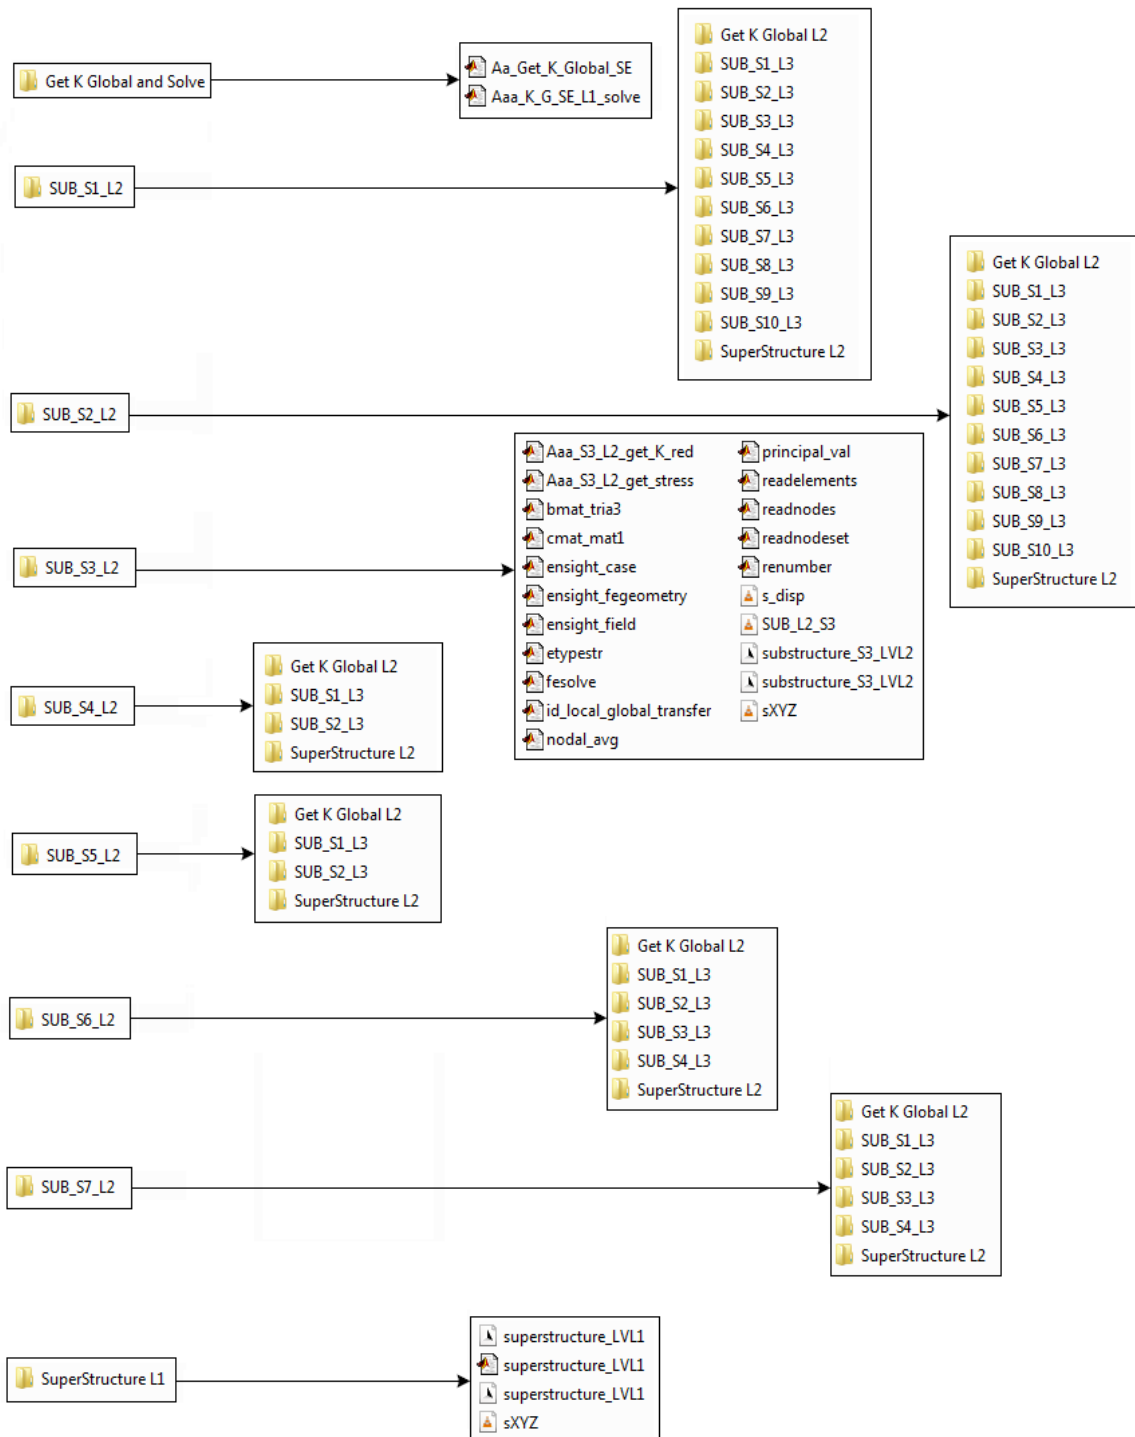 Get K Global and Solve
Aa_Get_K_Global_SE
Aaa_K_G_SE_L1_solve
SUB_S1_L2
Get K Global L2
SUB_S1_L3
SUB_S2_L3
SUB_S3_L3
SUB_S4_L3
SUB_S5_L3
SUB_S6_L3
SUB_S7_L3
SUB_S8_L3
SUB_S9_L3
SUB_S10_L3
SuperStructure L2
SUB_S2_L2
Get K Global L2
SUB_S1_L3
SUB_S2_L3
SUB_S3_L3
SUB_S4_L3
SUB_S5_L3
SUB_S6_L3
SUB_S7_L3
SUB_S8_L3
SUB_S9_L3
SUB_S10_L3
SuperStructure L2
SUB_S3_L2
Aaa_S3_L2_get_K_red
Aaa_S3_L2_get_stress
bmat_tria3
cmat_mat1
ensight_case
ensight_fegeometry
ensight_field
etypestr
fesolve
id_local_global_transfer
nodal_avg
principal_val
readelements
readnodes
readnodeset
renumber
s_disp
SUB_L2_S3
substructure_S3_LVL2
substructure_S3_LVL2
sXYZ
SUB_S4_L2
Get K Global L2
SUB_S1_L3
SUB_S2_L3
SuperStructure L2
SUB_S5_L2
Get K Global L2
SUB_S1_L3
SUB_S2_L3
SuperStructure L2
SUB_S6_L2
Get K Global L2
SUB_S1_L3
SUB_S2_L3
SUB_S3_L3
SUB_S4_L3
SuperStructure L2
SUB_S7_L2
Get K Global L2
SUB_S1_L3
SUB_S2_L3
SUB_S3_L3
SUB_S4_L3
SuperStructure L2
SuperStructure L1
superstructure_LVL1
superstructure_LVL1
superstructure_LVL1
sXYZ